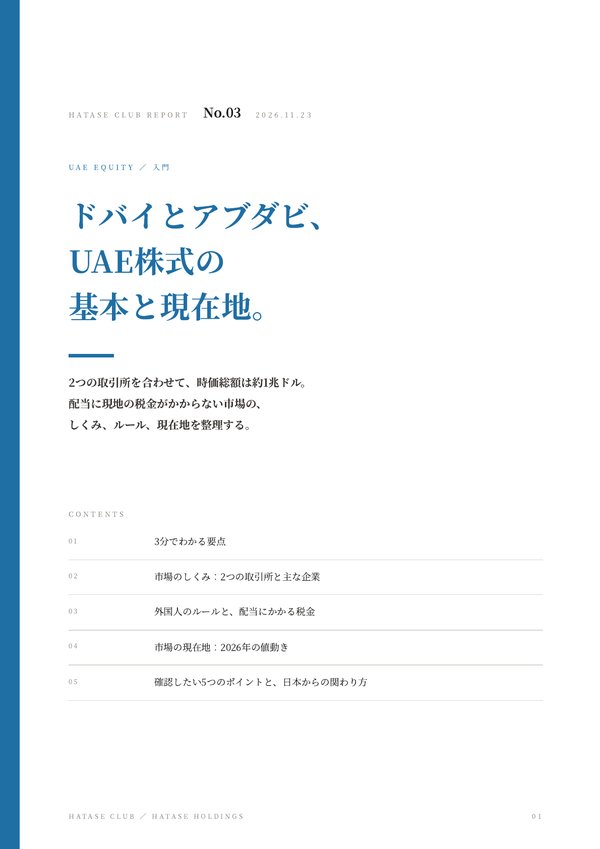 HATASE CLUB REPORT No.03 2026.11.23
UAE EQUITY ／ 入門
ドバイとアブダビ、
UAE株式の
基本と現在地。
2つの取引所を合わせて、時価総額は約1兆ドル。
配当に現地の税金がかからない市場の、
しくみ、ルール、現在地を整理する。
CONTENTS
01 3分でわかる要点
02 市場のしくみ：2つの取引所と主な企業
03 外国人のルールと、配当にかかる税金
04 市場の現在地：2026年の値動き
05 確認したい5つのポイントと、日本からの関わり方
HATASE CLUB ／ HATASE HOLDINGS 01